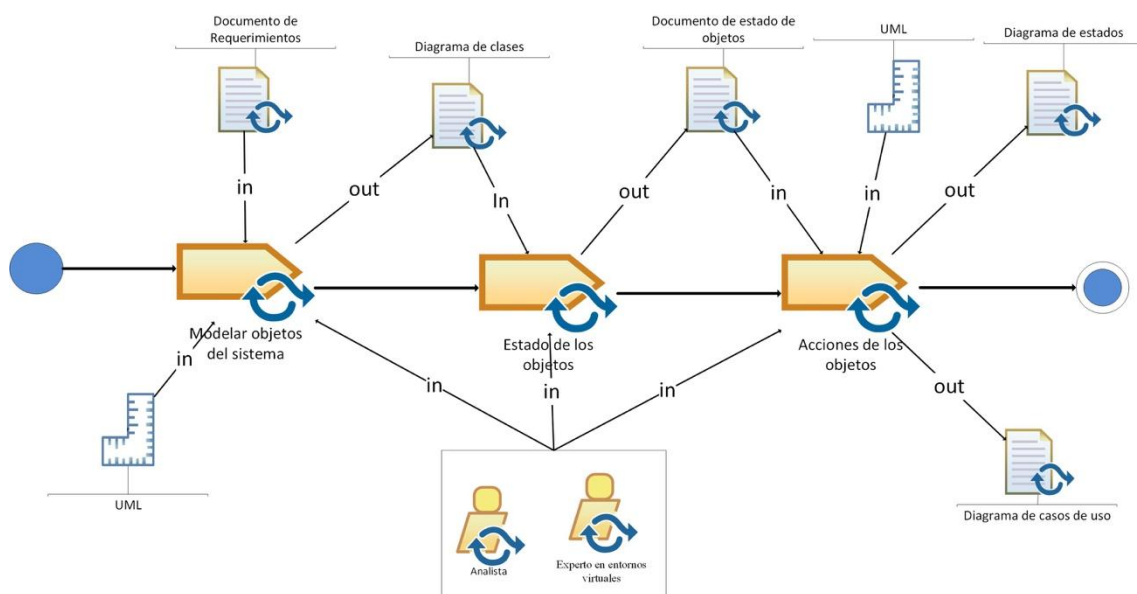 Documento de
Requerimientos
Diagrama de clases
Documento de estado de
objetos
UML
Diagrama de estados
in
out
In
out
in
in
out
Modelar objetos
del sistema
Estado de los
objetos
Acciones de los
objetos
in
in
in
in
out
UML
Analista
Experto en entornos
virtuales
Diagrama de casos de uso